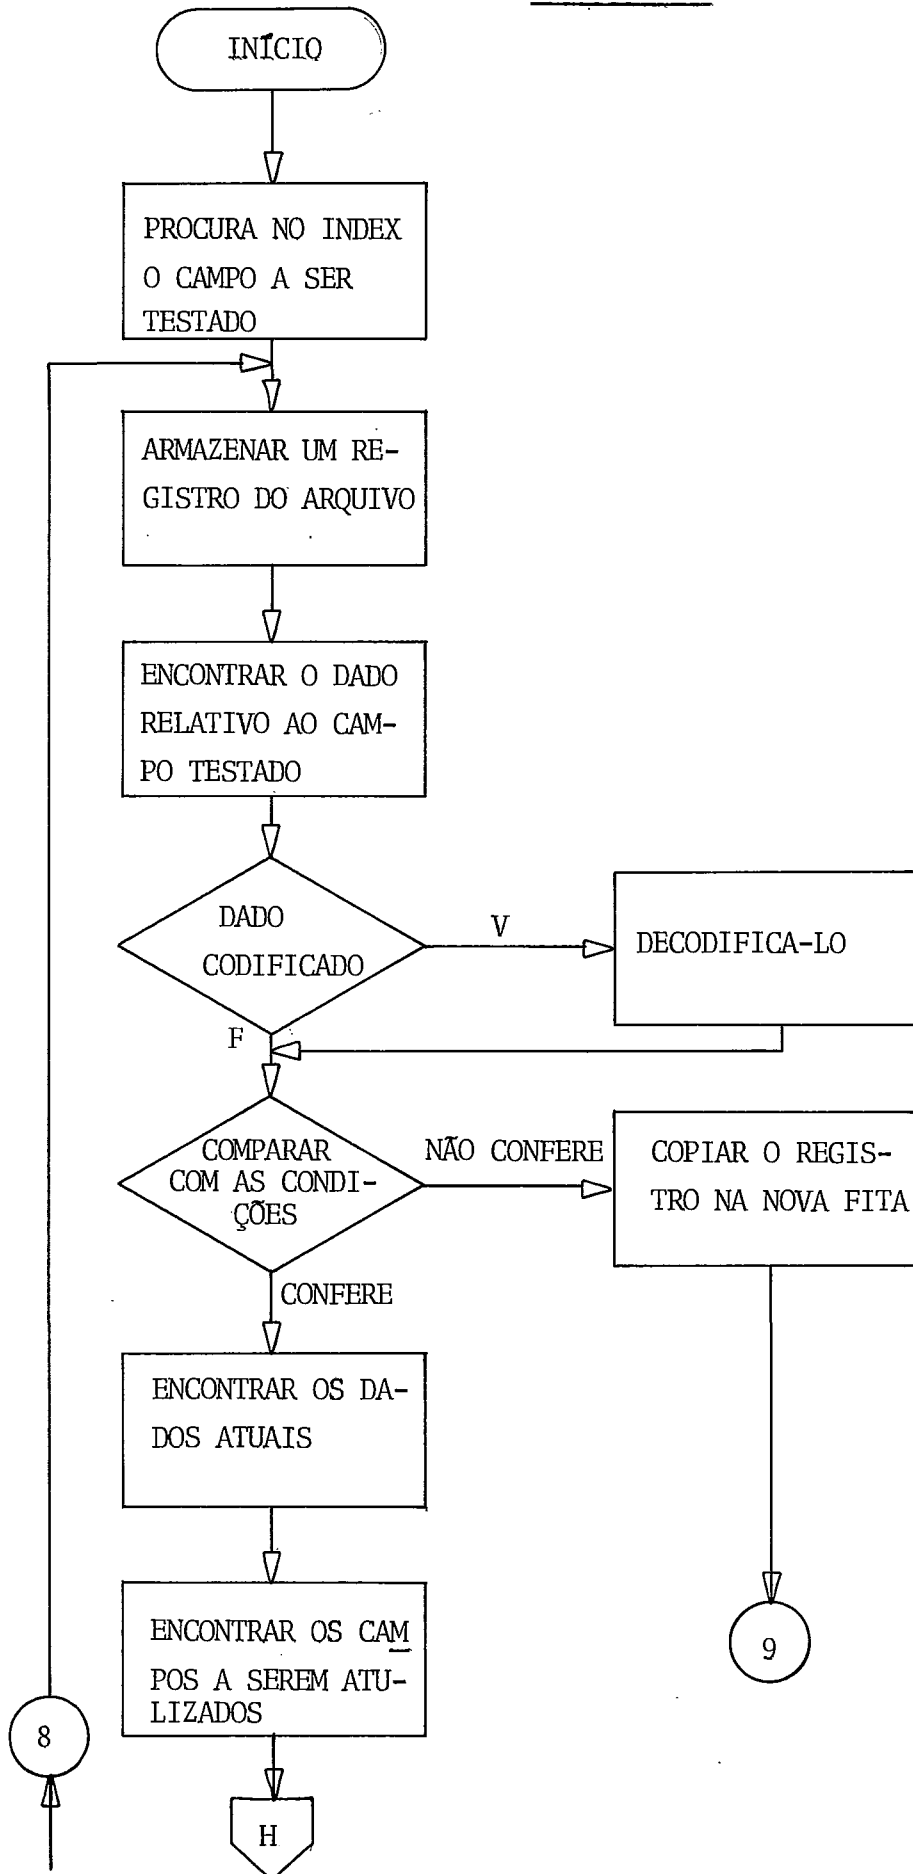 INÍCIO
PROCURA NO INDEX
O CAMPO A SER
TESTADO
ARMAZENAR UM RE-
GISTRO DO ARQUIVO
ENCONTRAR O DADO
RELATIVO AO CAM-
PO TESTADO
DADO
CODIFICADO
V
DECODIFICA-LO
F
COMPARAR
COM AS CONDI-
ÇÕES
NÃO CONFERE
COPIAR O REGIS-
TRO NA NOVA FITA
CONFERE
ENCONTRAR OS DA-
DOS ATUAIS
ENCONTRAR OS CAM
POS A SEREM ATU-
LIZADOS
9
8
H